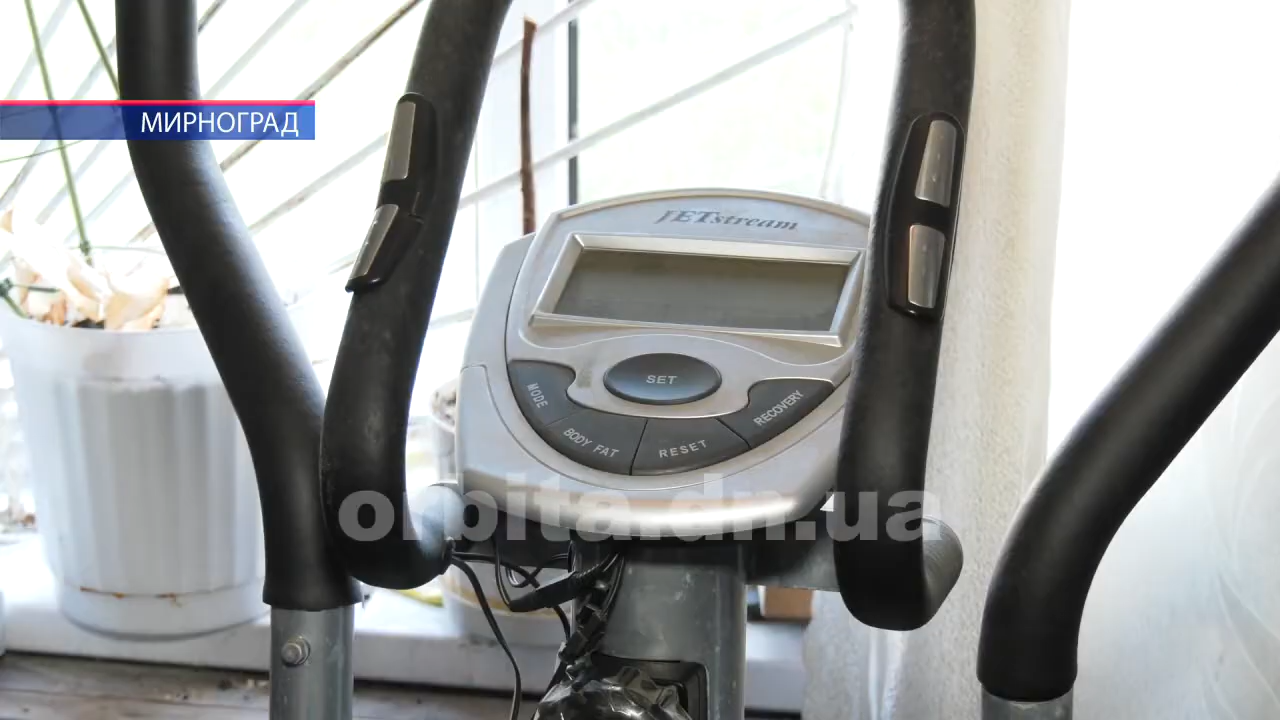 МИРНОГРАД
JETstream
SET
MODE
BODY FAT
RESET
RECOVERY
orbita.dn.ua